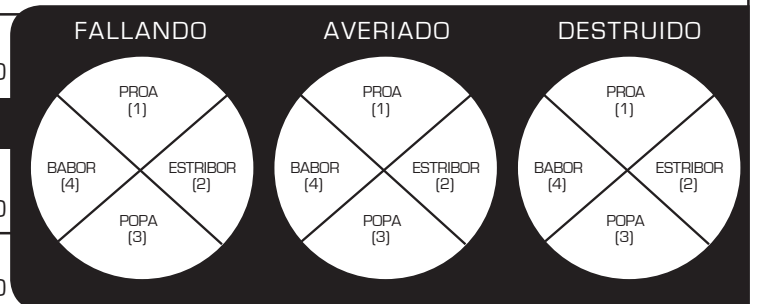 FALLANDO
PROA
(1)
BABOR
(4)
ESTRIBOR
(2)
POPA
(3)
AVERIADO
PROA
(1)
BABOR
(4)
ESTRIBOR
(2)
POPA
(3)
DESTRUIDO
PROA
(1)
BABOR
(4)
ESTRIBOR
(2)
POPA
(3)